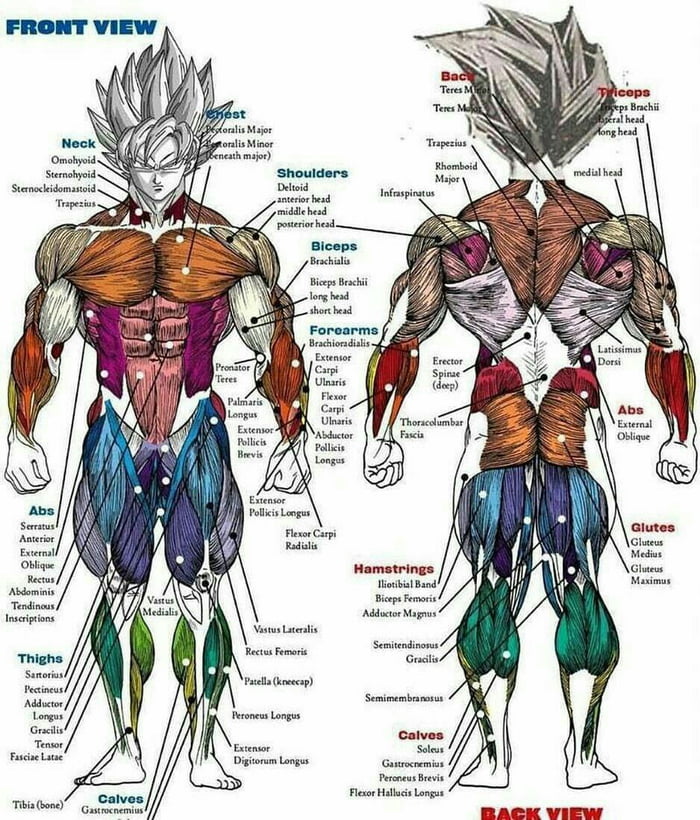 FRONT VIEW
Chest
Pectoralis Major
Pectoralis Minor
(beneath major)
Neck
Omohyoid
Sternohyoid
Sternocleidomastoid
Trapezius
Shoulders
Deltoid
anterior head
middle head
posterior head
Biceps
Brachialis
Biceps Brachii
long head
short head
Forearms
Brachioradialis
Extensor
Carpi
Ulnaris
Flexor
Carpi
Ulnaris
Abductor
Pollicis
Longus
Pronator
Teres
Palmaris
Longus
Extensor
Pollicis
Brevis
Extensor
Pollicis Longus
Flexor Carpi
Radialis
Abs
Serratus
Anterior
External
Oblique
Rectus
Abdominis
Tendinous
Inscriptions
Vastus
Medialis
Vastus Lateralis
Rectus Femoris
Thighs
Sartorius
Pectineus
Adductor
Longus
Gracilis
Tensor
Fasciae Latae
Patella (kneecap)
Peroneus Longus
Extensor
Digitorum Longus
Tibia (bone)
Calves
Gastrocnemius
Back
Teres Minor
Teres Major
Trapezius
Rhomboid
Major
Infraspinatus
Triceps
Triceps Brachii
lateral head
long head
medial head
Erector
Spinae
(deep)
Latissimus
Dorsi
Thoracolumbar
Fascia
Abs
External
Oblique
Glutes
Gluteus
Medius
Gluteus
Maximus
Hamstrings
Iliotibial Band
Biceps Femoris
Adductor Magnus
Semitendinosus
Gracilis
Semimembranosus
Calves
Soleus
Gastrocnemius
Peroneus Brevis
Flexor Hallucis Longus
BACK VIEW